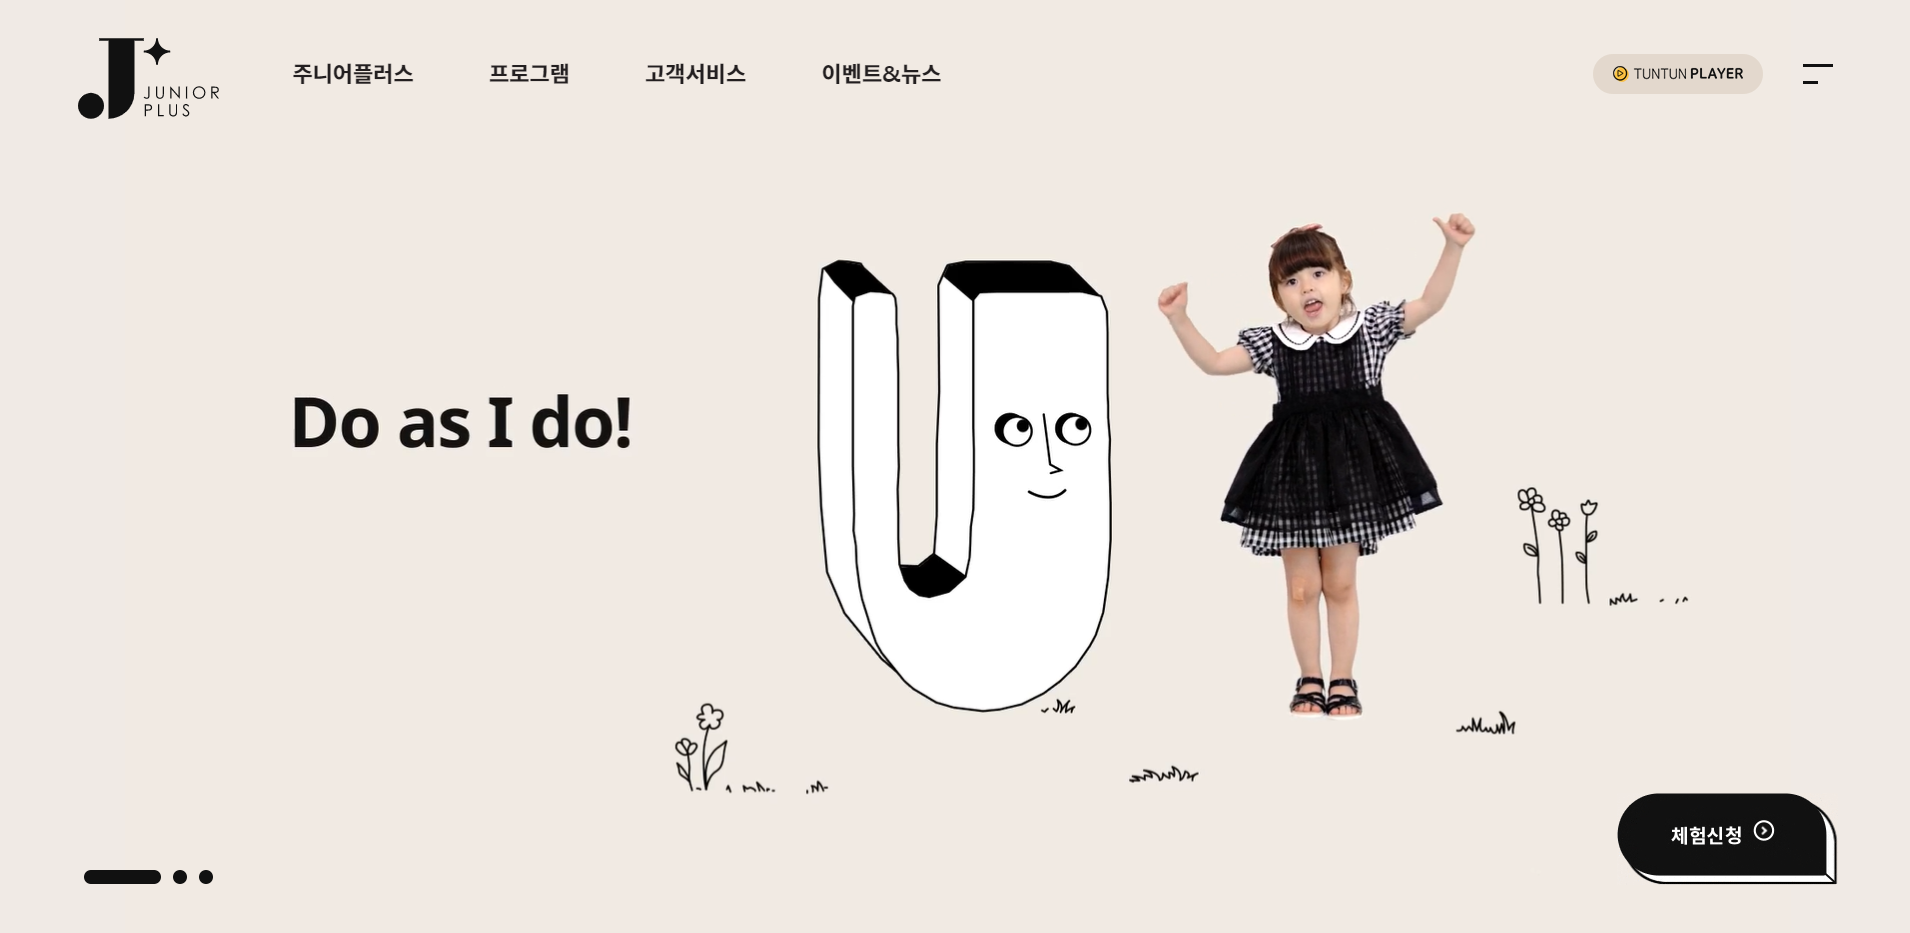 J JUNIOR
PLUS
주니어플러스
프로그램
고객서비스
이벤트&뉴스
TUNTUN PLAYER
Do as I do!
U
체험신청